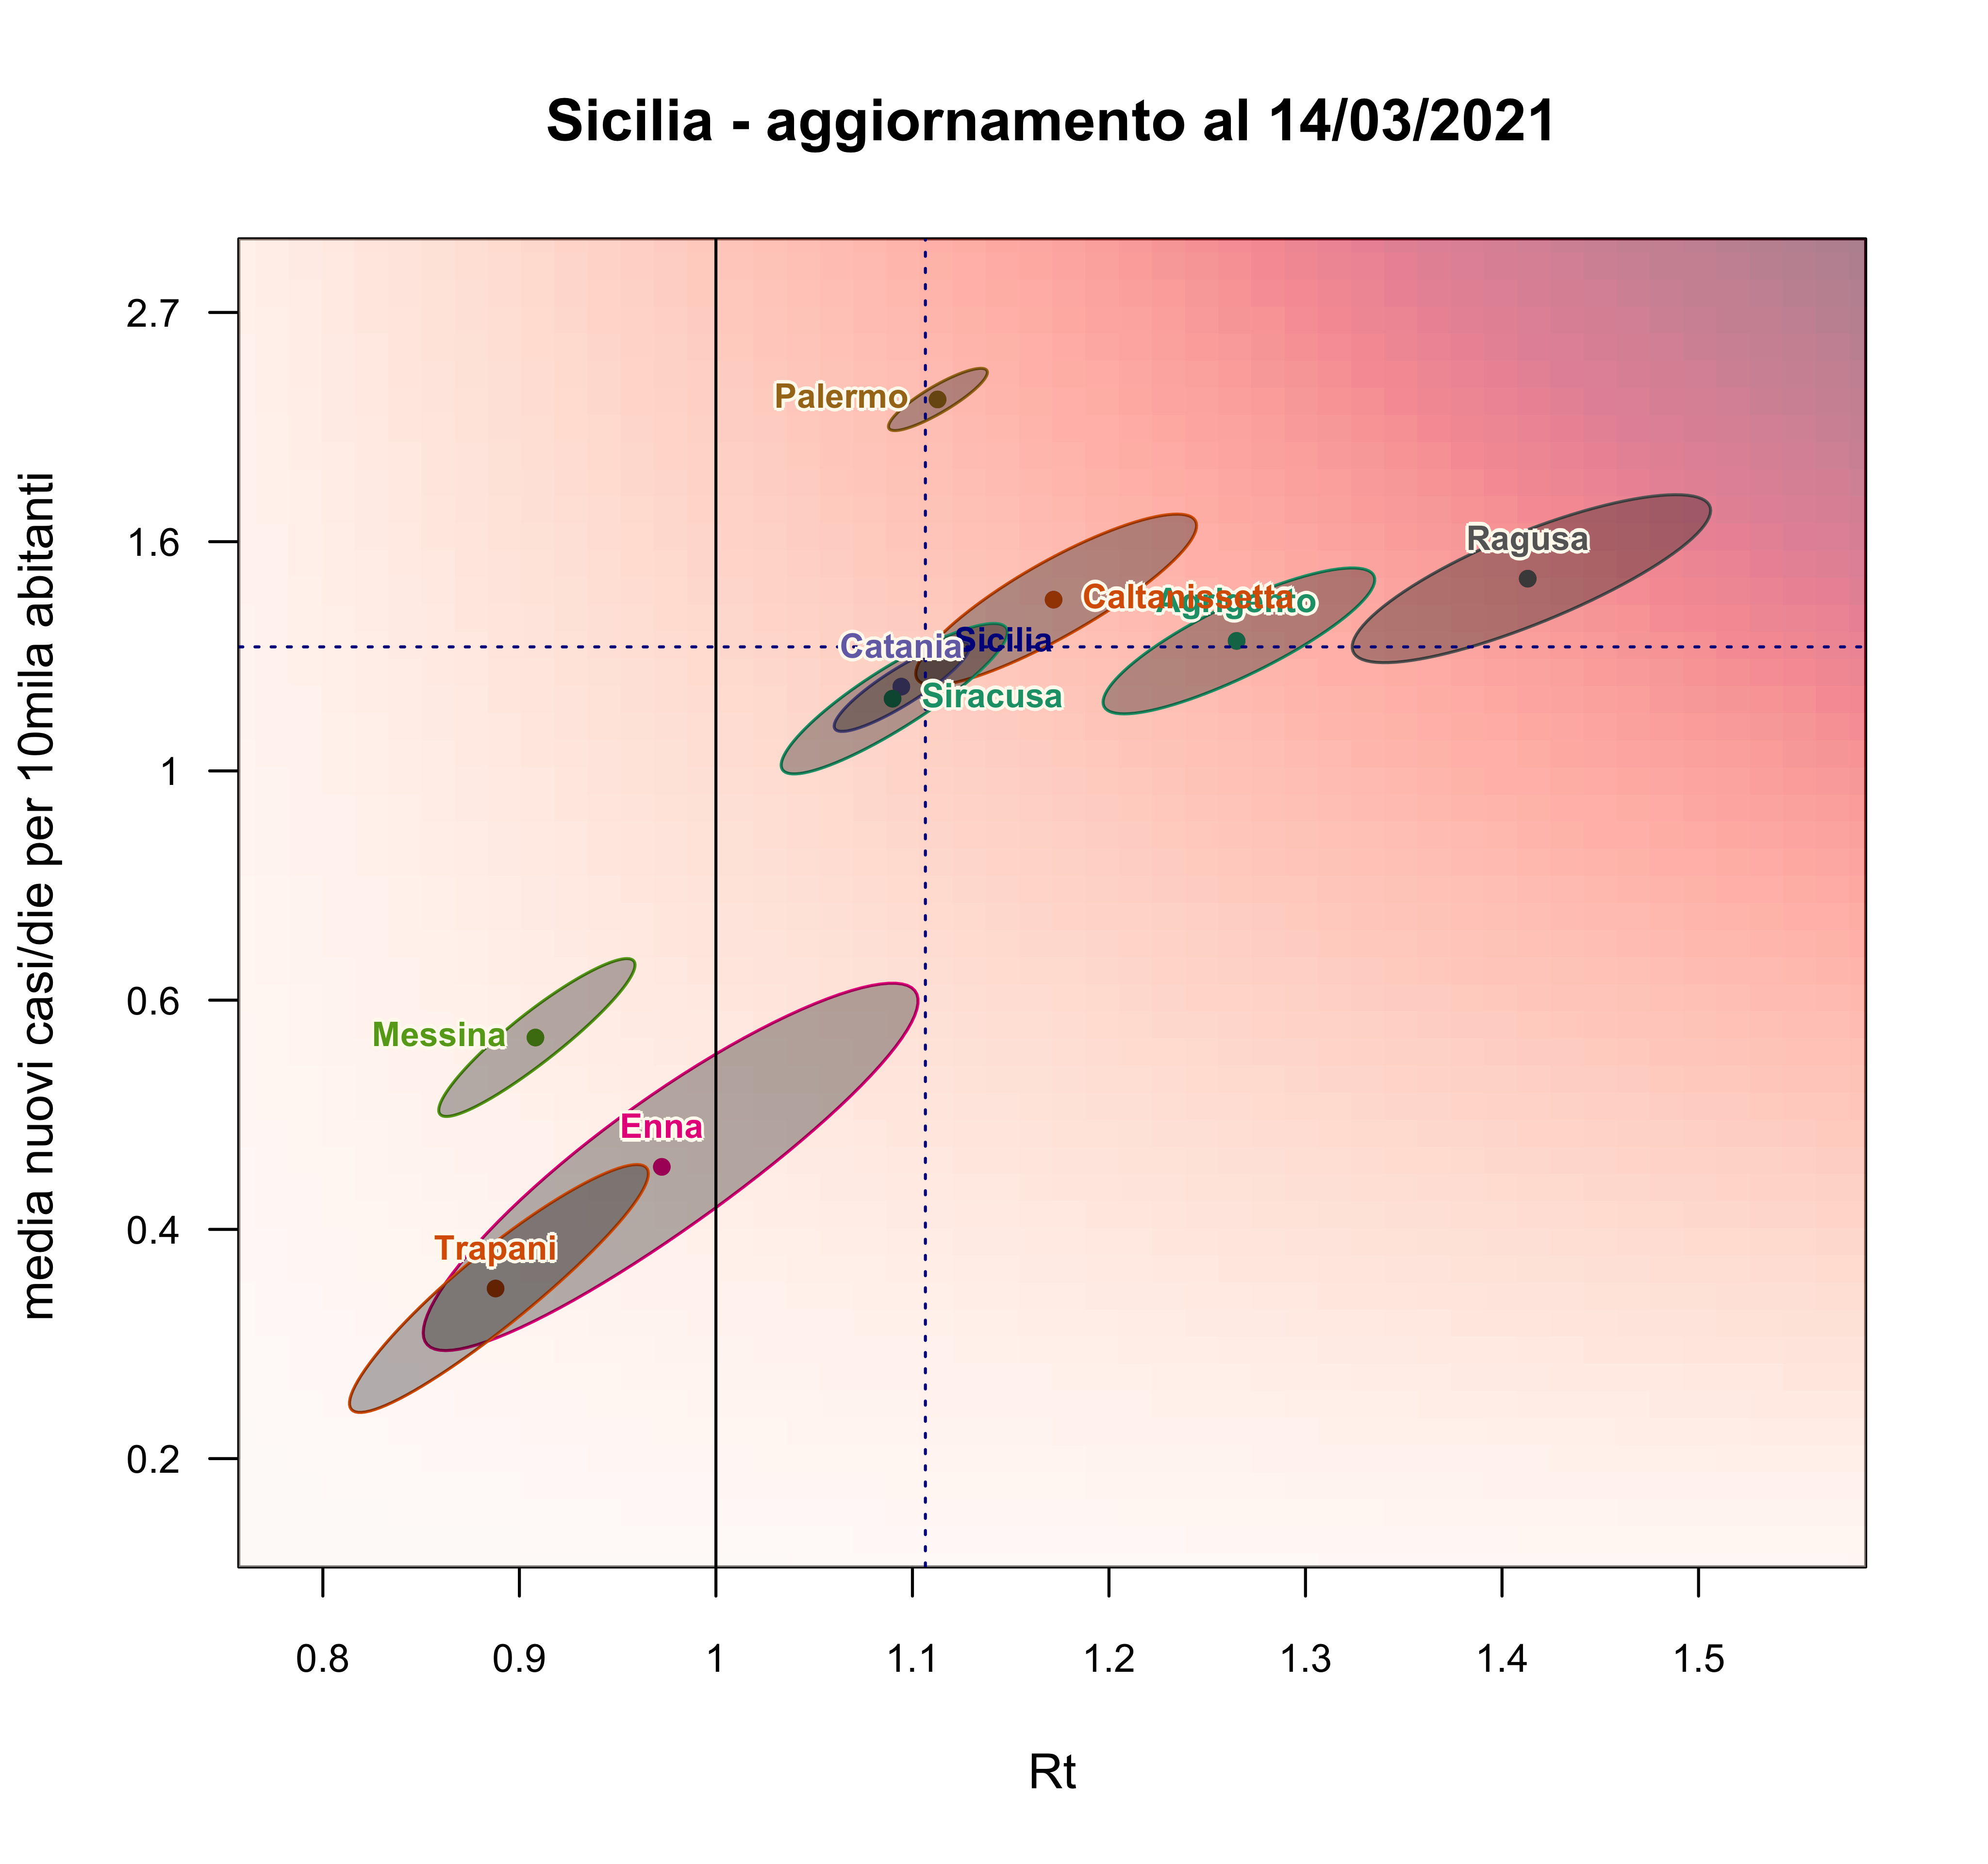 Sicilia - aggiornamento al 14/03/2021
media nuovi casi/die per 10mila abitanti
2.7
1.6
1
0.6
0.4
0.2
Palermo
Ragusa
Caltanissetta
Agrigento
Sicilia
Catania
Siracusa
Messina
Enna
Trapani
0.8 0.9 1 1.1 1.2 1.3 1.4 1.5
Rt